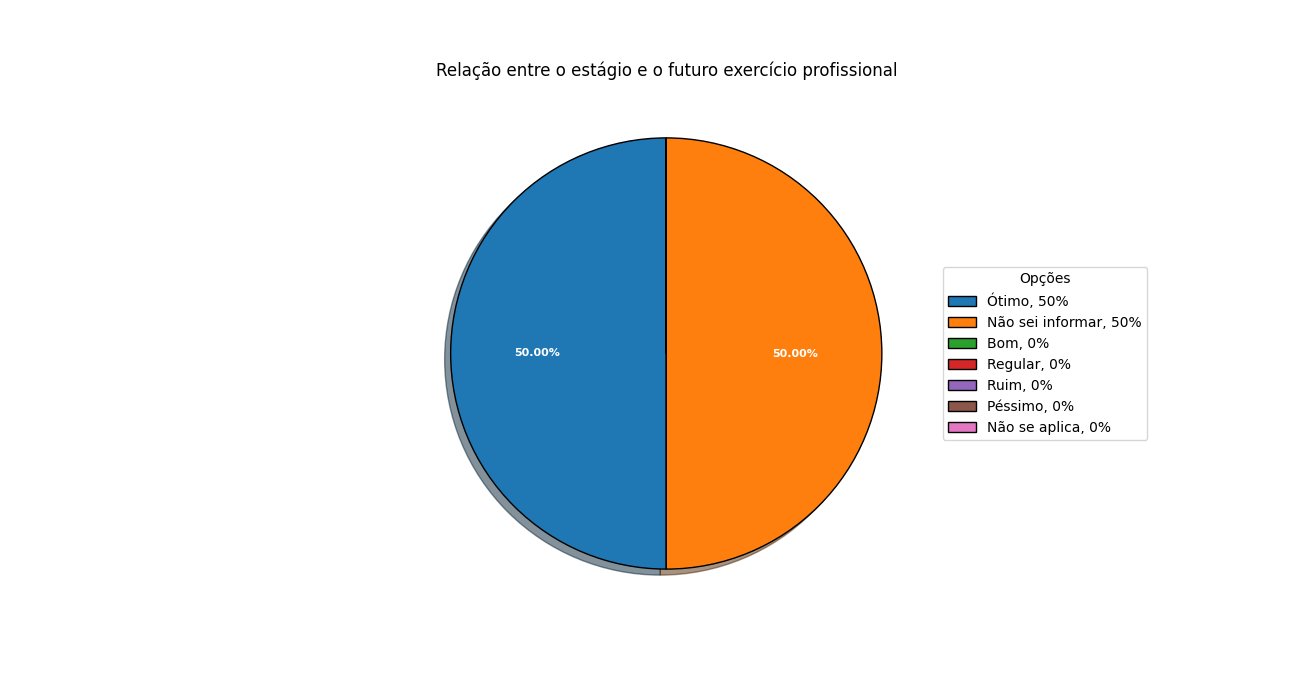 Relação entre o estágio e o futuro exercício profissional
50.00%
50.00%
Opções
Ótimo, 50%
Não sei informar, 50%
Bom, 0%
Regular, 0%
Ruim, 0%
Péssimo, 0%
Não se aplica, 0%